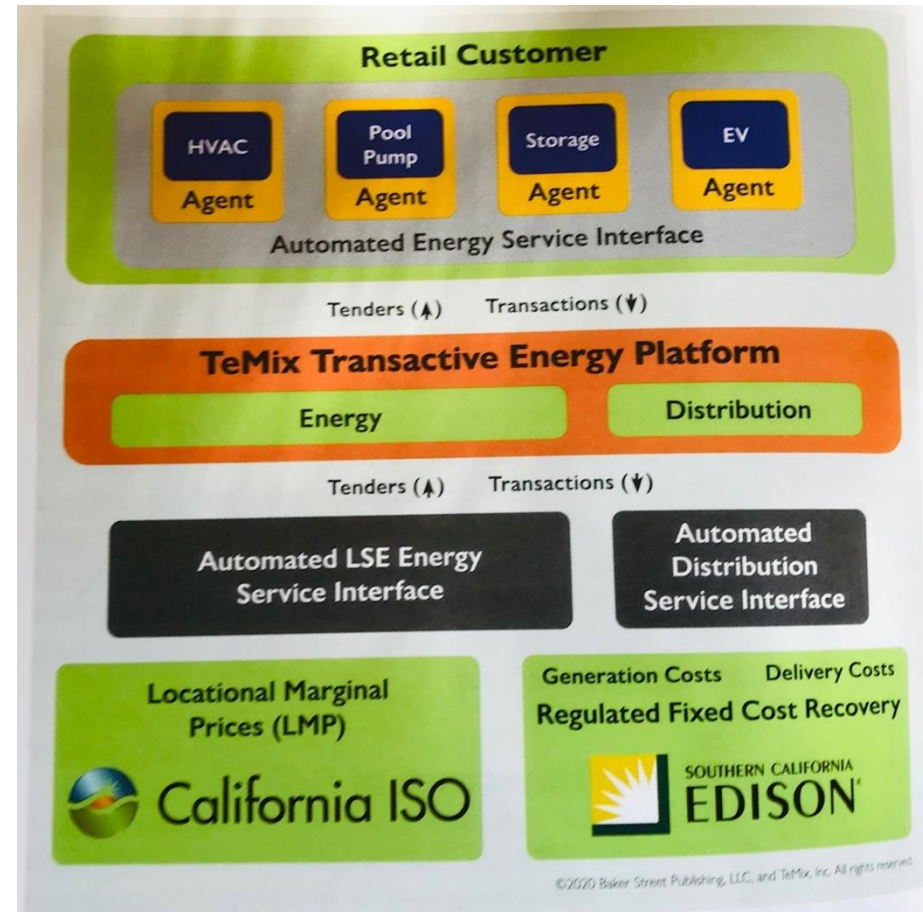 Retail Customer
HVAC
Agent
Pool
Pump
Agent
Storage
Agent
EV
Agent
Automated Energy Service Interface
Tenders (↑) Transactions (↓)
TeMix Transactive Energy Platform
Energy
Distribution
Tenders (↑) Transactions (↓)
Automated LSE Energy
Service Interface
Automated
Distribution
Service Interface
Locational Marginal
Prices (LMP)
California ISO
Generation Costs Delivery Costs
Regulated Fixed Cost Recovery
SOUTHERN CALIFORNIA
EDISON®
©2020 Baker Street Publishing, LLC, and TeMix, Inc. All rights reserved